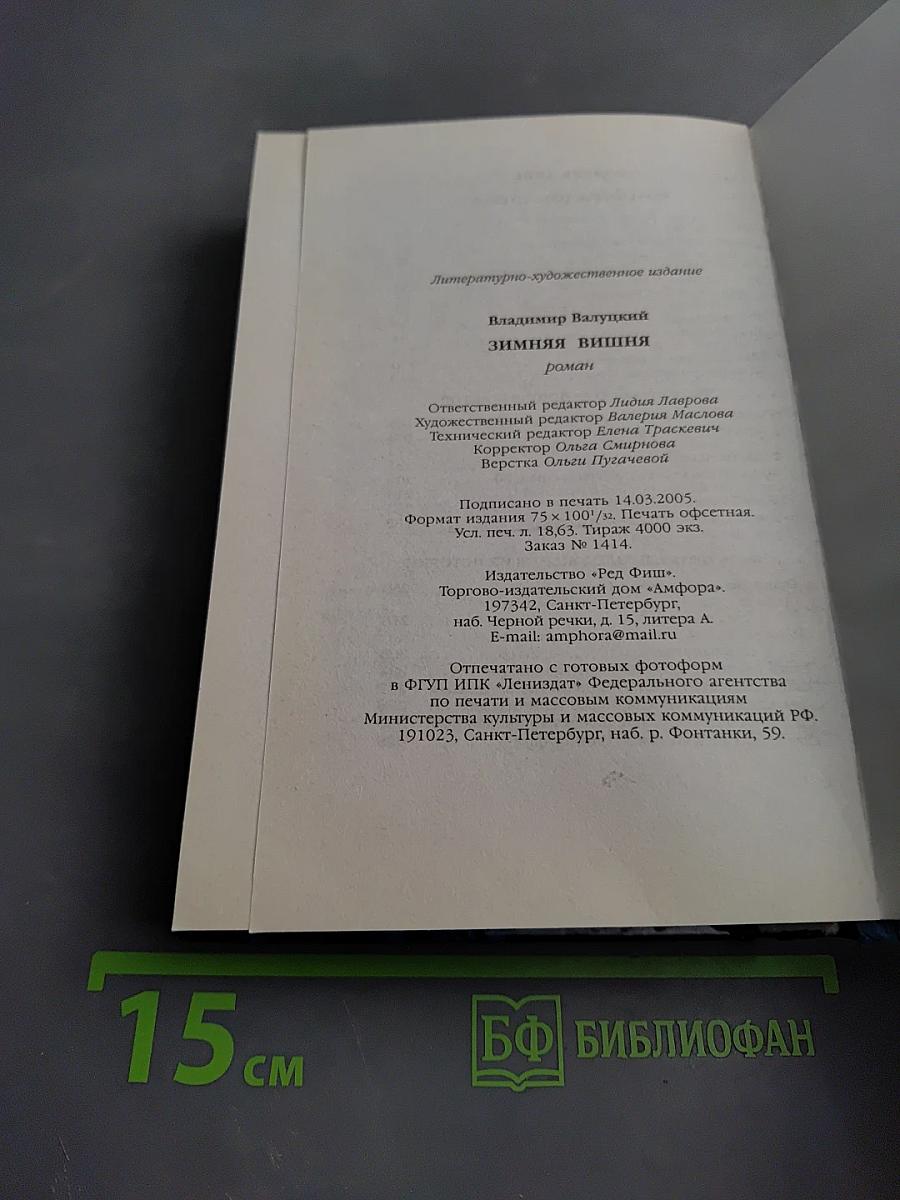 Литературно-художественное издание
Владимир Валуцкий
ЗИМНЯЯ ВИШНЯ
роман
Ответственный редактор Лидия Лаврова
Художественный редактор Валерия Маслова
Технический редактор Елена Траскевич
Корректор Ольга Смирнова
Верстка Ольги Пугачевой
Подписано в печать 14.03.2005.
Формат издания 75 × 100¹/₃₂. Печать офсетная.
Усл. печ. л. 18,63. Тираж 4000 экз.
Заказ № 1414.
Издательство «Ред Фиш».
Торгово-издательский дом «Амфора».
197342, Санкт-Петербург,
наб. Черной речки, д. 15, литера А.
E-mail: amphora@mail.ru
Отпечатано с готовых фотоформ
в ФГУП ИПК «Лениздат» Федерального агентства
по печати и массовым коммуникациям
Министерства культуры и массовых коммуникаций РФ.
191023, Санкт-Петербург, наб. р. Фонтанки, 59.
15 см
БФ БИБЛИОФАН